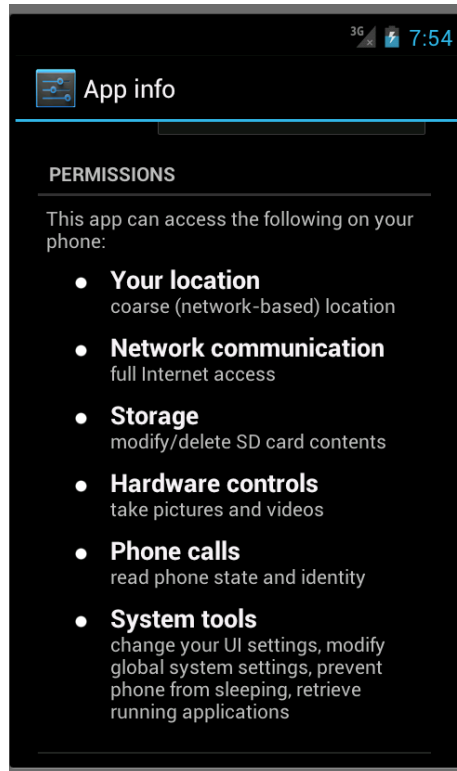 3G 7:54
App info
PERMISSIONS
This app can access the following on your
phone:
Your location
coarse (network-based) location
Network communication
full Internet access
Storage
modify/delete SD card contents
Hardware controls
take pictures and videos
Phone calls
read phone state and identity
System tools
change your UI settings, modify
global system settings, prevent
phone from sleeping, retrieve
running applications